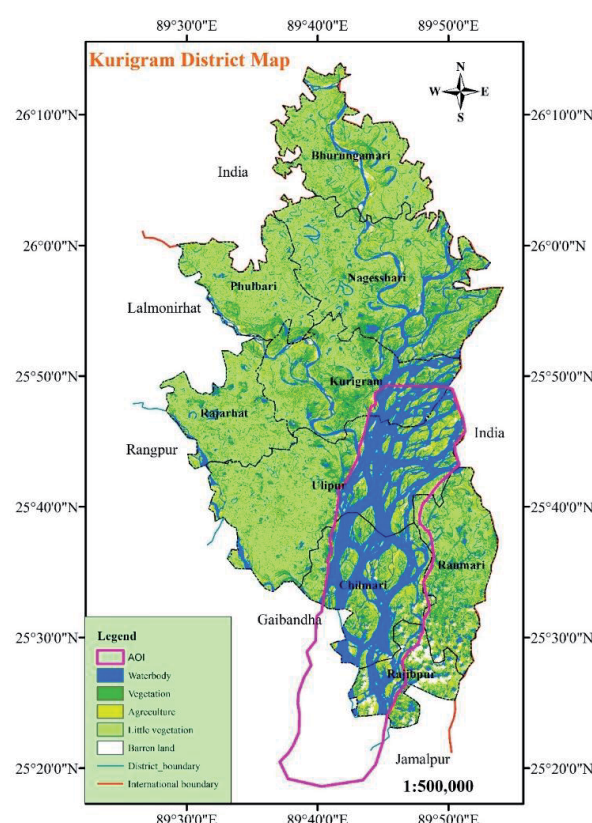 89°30'0"E 89°40'0"E 89°50'0"E
Kurigram District Map
N
W E
S
26°10'0"N 26°10'0"N
Bhurungamari
India
26°0'0"N 26°0'0"N
Nagesshari
Phulbari
Lalmonirhat
25°50'0"N 25°50'0"N
Kurigram
Rajarhat
India
Rangpur
Ulipur
25°40'0"N 25°40'0"N
Raumari
Chilmari
Gaibandha
25°30'0"N 25°30'0"N
Rajibpur
Legend
AOI
Waterbody
Vegetation
Agreculture
Little vegetation
Barren land
District_boundary
International boundary
Jamalpur
25°20'0"N 25°20'0"N
1:500,000
89°30'0"E 89°40'0"E 89°50'0"E